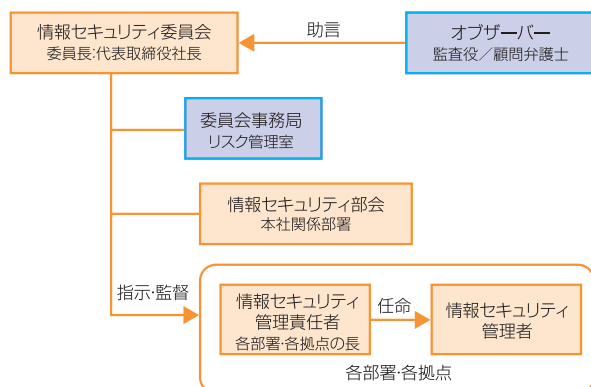 情報セキュリティ委員会
委員長:代表取締役社長
助言
オブザーバー
監査役／顧問弁護士
委員会事務局
リスク管理室
情報セキュリティ部会
本社関係部署
指示・監督
情報セキュリティ
管理責任者
各部署・各拠点の長
任命
情報セキュリティ
管理者
各部署・各拠点